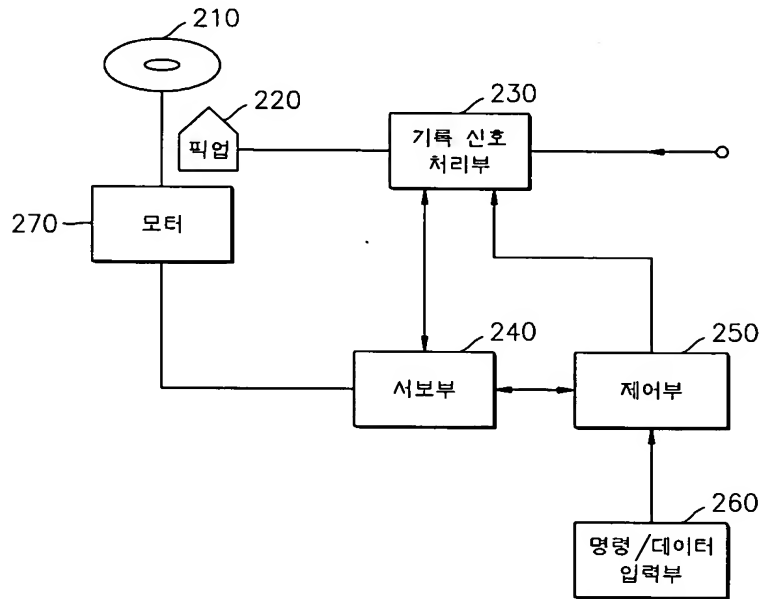 210
220
230
픽업
기록 신호
처리부
270
모터
240
250
서보부
제어부
260
명령/데이터
입력부